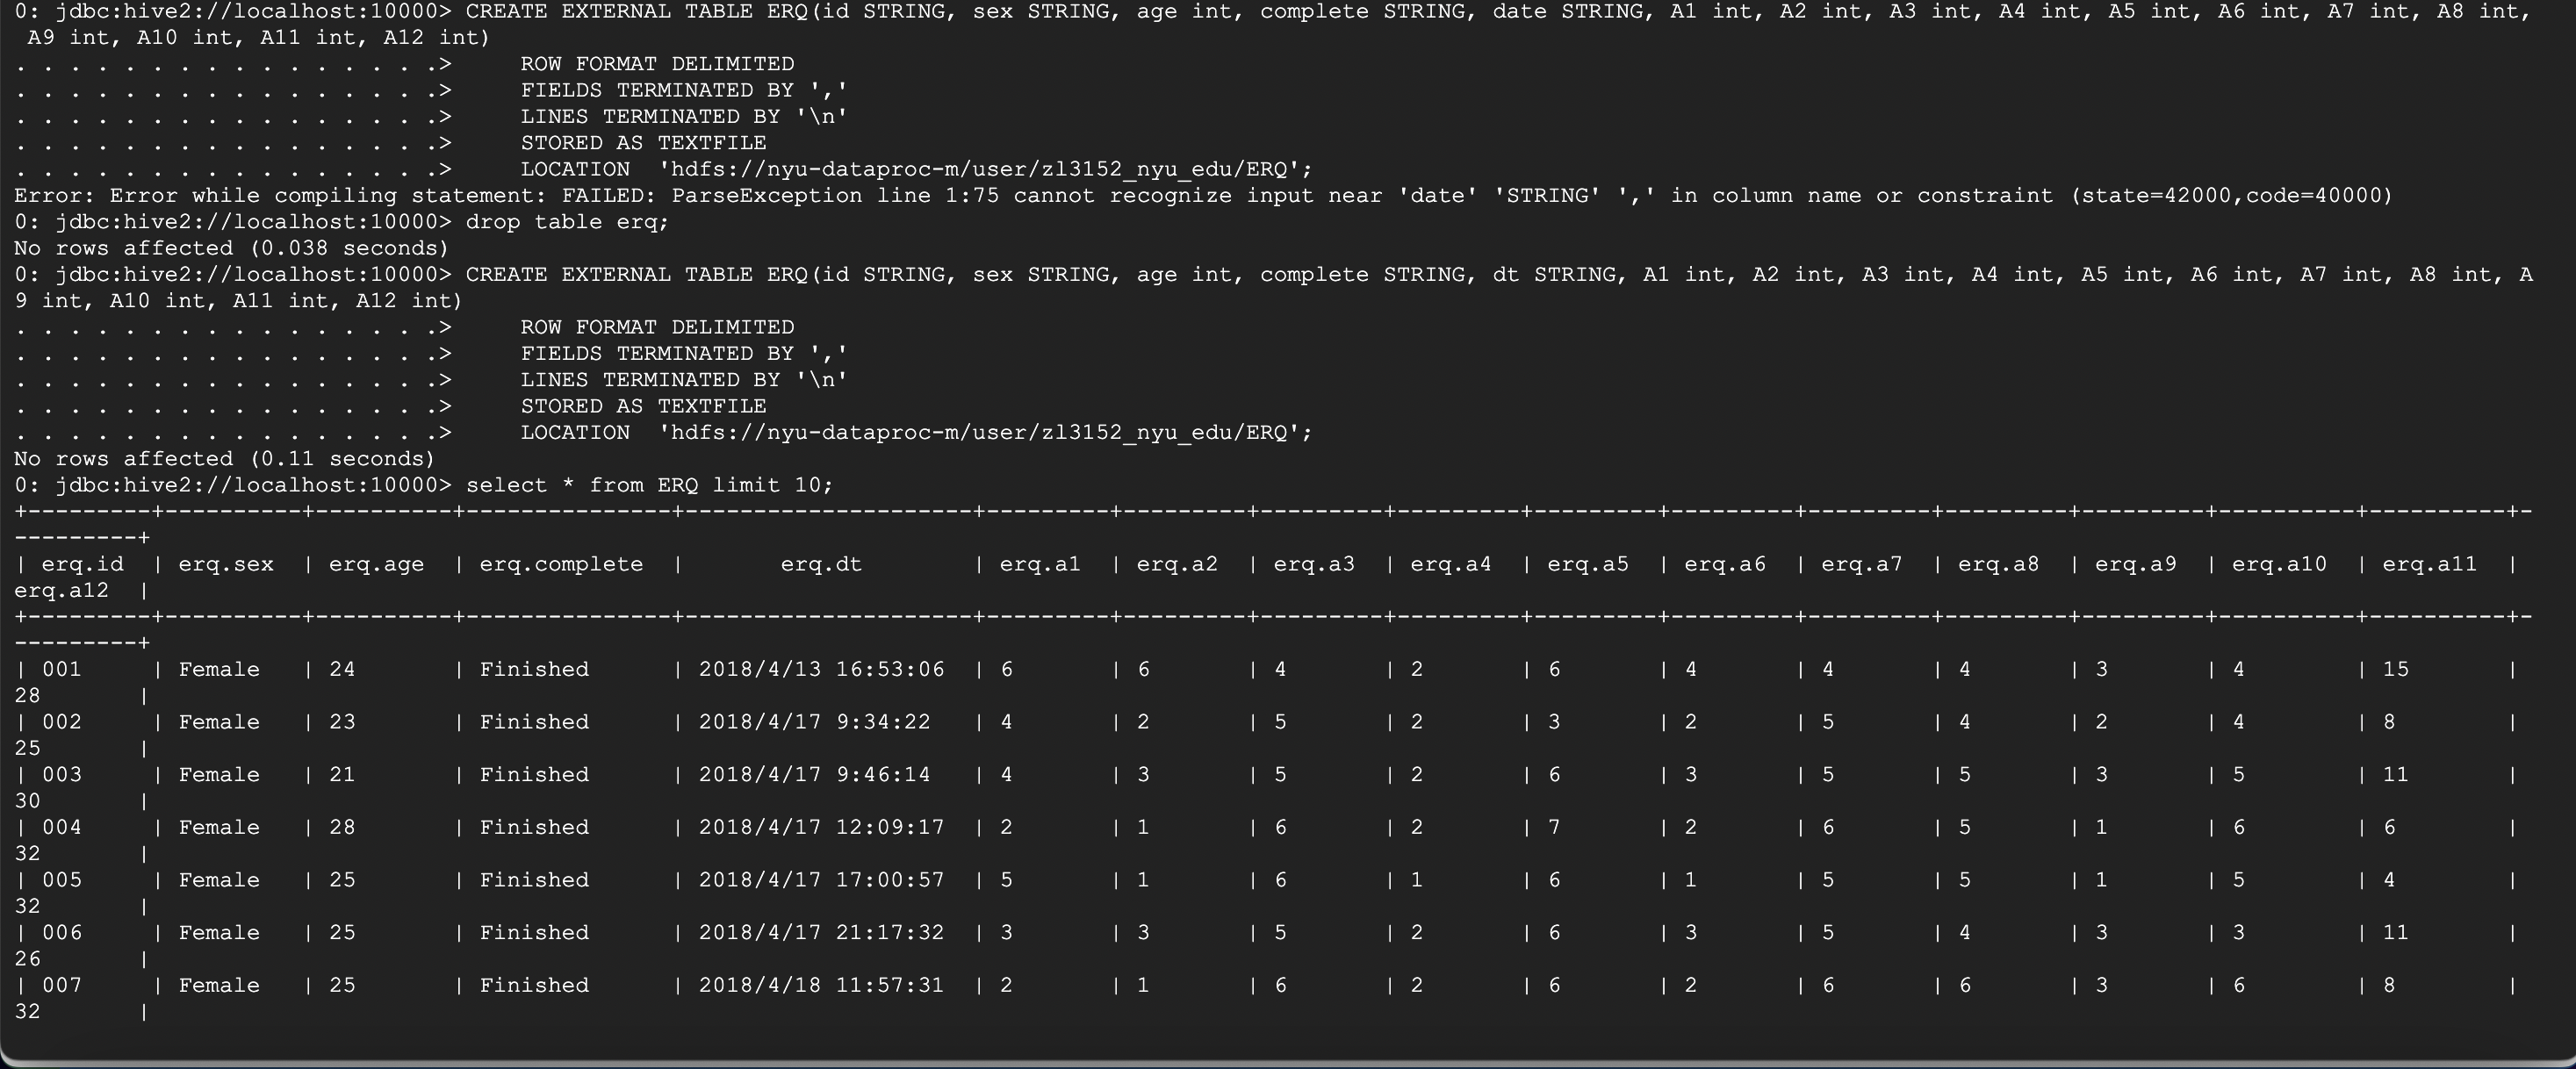 0: jdbc:hive2://localhost:10000> CREATE EXTERNAL TABLE ERQ(id STRING, sex STRING, age int, complete STRING, date STRING, A1 int, A2 int, A3 int, A4 int, A5 int, A6 int, A7 int, A8 int,
 A9 int, A10 int, A11 int, A12 int)
. . . . . . . . . . . . . . . .>     ROW FORMAT DELIMITED
. . . . . . . . . . . . . . . .>     FIELDS TERMINATED BY ','
. . . . . . . . . . . . . . . .>     LINES TERMINATED BY '\n'
. . . . . . . . . . . . . . . .>     STORED AS TEXTFILE
. . . . . . . . . . . . . . . .>     LOCATION  'hdfs://nyu-dataproc-m/user/zl3152_nyu_edu/ERQ';
Error: Error while compiling statement: FAILED: ParseException line 1:75 cannot recognize input near 'date' 'STRING' ',' in column name or constraint (state=42000,code=40000)
0: jdbc:hive2://localhost:10000> drop table erq;
No rows affected (0.038 seconds)
0: jdbc:hive2://localhost:10000> CREATE EXTERNAL TABLE ERQ(id STRING, sex STRING, age int, complete STRING, dt STRING, A1 int, A2 int, A3 int, A4 int, A5 int, A6 int, A7 int, A8 int, A
9 int, A10 int, A11 int, A12 int)
. . . . . . . . . . . . . . . .>     ROW FORMAT DELIMITED
. . . . . . . . . . . . . . . .>     FIELDS TERMINATED BY ','
. . . . . . . . . . . . . . . .>     LINES TERMINATED BY '\n'
. . . . . . . . . . . . . . . .>     STORED AS TEXTFILE
. . . . . . . . . . . . . . . .>     LOCATION  'hdfs://nyu-dataproc-m/user/zl3152_nyu_edu/ERQ';
No rows affected (0.11 seconds)
0: jdbc:hive2://localhost:10000> select * from ERQ limit 10;
+---------+----------+----------+---------------+---------------------+---------+---------+---------+---------+---------+---------+---------+---------+---------+----------+----------+-
---------+
| erq.id  | erq.sex  | erq.age  | erq.complete  |       erq.dt        | erq.a1  | erq.a2  | erq.a3  | erq.a4  | erq.a5  | erq.a6  | erq.a7  | erq.a8  | erq.a9  | erq.a10  | erq.a11  |
erq.a12  |
+---------+----------+----------+---------------+---------------------+---------+---------+---------+---------+---------+---------+---------+---------+---------+----------+----------+-
---------+
| 001     | Female   | 24       | Finished      | 2018/4/13 16:53:06  | 6       | 6       | 4       | 2       | 6       | 4       | 4       | 4       | 3       | 4        | 15       |
28       |
| 002     | Female   | 23       | Finished      | 2018/4/17 9:34:22   | 4       | 2       | 5       | 2       | 3       | 2       | 5       | 4       | 2       | 4        | 8        |
25       |
| 003     | Female   | 21       | Finished      | 2018/4/17 9:46:14   | 4       | 3       | 5       | 2       | 6       | 3       | 5       | 5       | 3       | 5        | 11       |
30       |
| 004     | Female   | 28       | Finished      | 2018/4/17 12:09:17  | 2       | 1       | 6       | 2       | 7       | 2       | 6       | 5       | 1       | 6        | 6        |
32       |
| 005     | Female   | 25       | Finished      | 2018/4/17 17:00:57  | 5       | 1       | 6       | 1       | 6       | 1       | 5       | 5       | 1       | 5        | 4        |
32       |
| 006     | Female   | 25       | Finished      | 2018/4/17 21:17:32  | 3       | 3       | 5       | 2       | 6       | 3       | 5       | 4       | 3       | 3        | 11       |
26       |
| 007     | Female   | 25       | Finished      | 2018/4/18 11:57:31  | 2       | 1       | 6       | 2       | 6       | 2       | 6       | 6       | 3       | 6        | 8        |
32       |